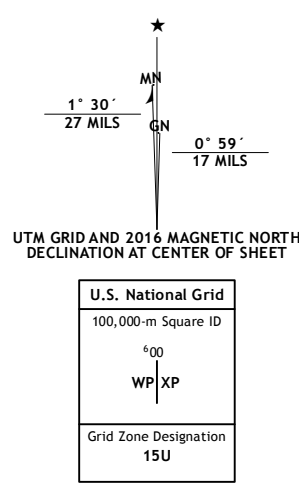 ★
MN
1° 30´
27 MILS
GN
0° 59´
17 MILS
UTM GRID AND 2016 MAGNETIC NORTH
DECLINATION AT CENTER OF SHEET
U.S. National Grid
100,000-m Square ID
⁶00
WP XP
Grid Zone Designation
15U